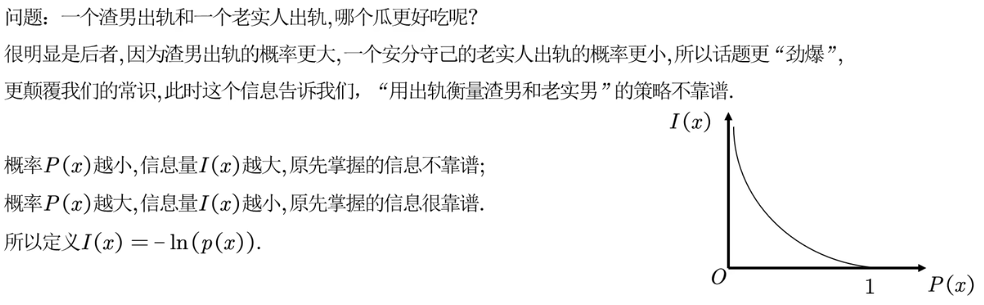 问题：一个渣男出轨和一个老实人出轨,哪个瓜更好吃呢?
很明显是后者,因为渣男出轨的概率更大,一个安分守己的老实人出轨的概率更小,所以话题更“劲爆”,
更颠覆我们的常识,此时这个信息告诉我们，“用出轨衡量渣男和老实男”的策略不靠谱.
概率P(x)越小,信息量I(x)越大,原先掌握的信息不靠谱;
概率P(x)越大,信息量I(x)越小,原先掌握的信息很靠谱.
所以定义I(x) = −ln(p(x)).
I(x)
O
1
P(x)